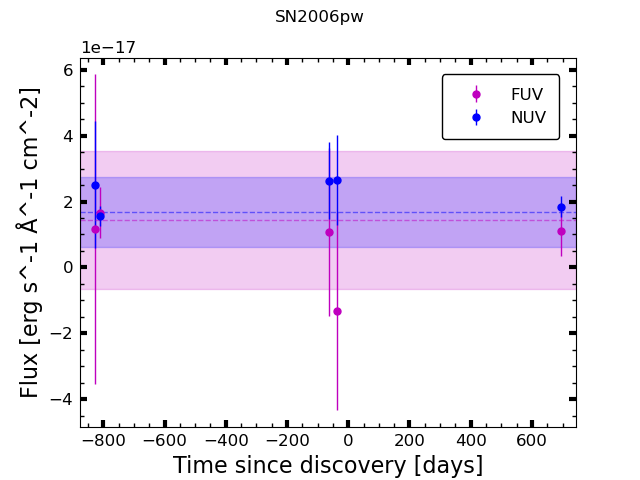 SN2006pw
1e−17
6
4
2
0
−2
−4
Flux [erg s^-1 Å^-1 cm^-2]
FUV
NUV
−800 −600 −400 −200 0 200 400 600
Time since discovery [days]